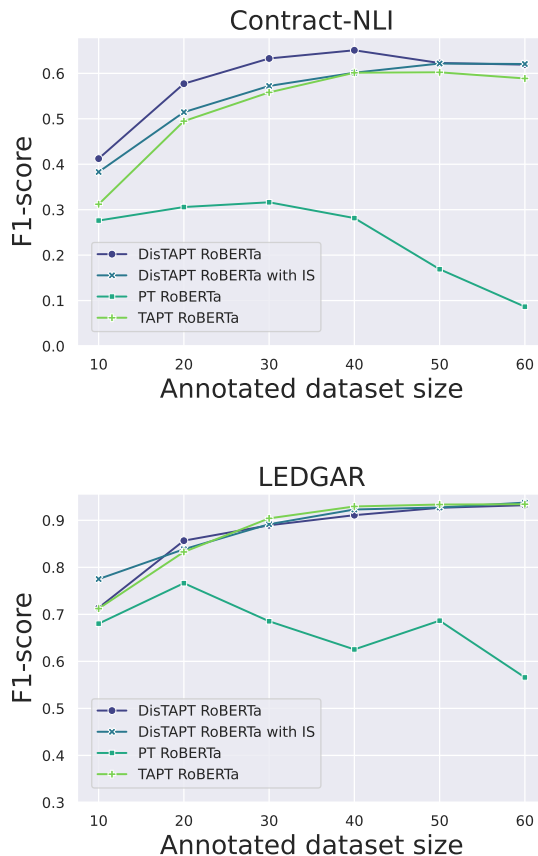 Contract-NLI
F1-score
0.6
0.5
0.4
0.3
0.2
0.1
0.0
DisTAPT RoBERTa
DisTAPT RoBERTa with IS
PT RoBERTa
TAPT RoBERTa
10 20 30 40 50 60
Annotated dataset size
LEDGAR
F1-score
0.9
0.8
0.7
0.6
0.5
0.4
0.3
DisTAPT RoBERTa
DisTAPT RoBERTa with IS
PT RoBERTa
TAPT RoBERTa
10 20 30 40 50 60
Annotated dataset size